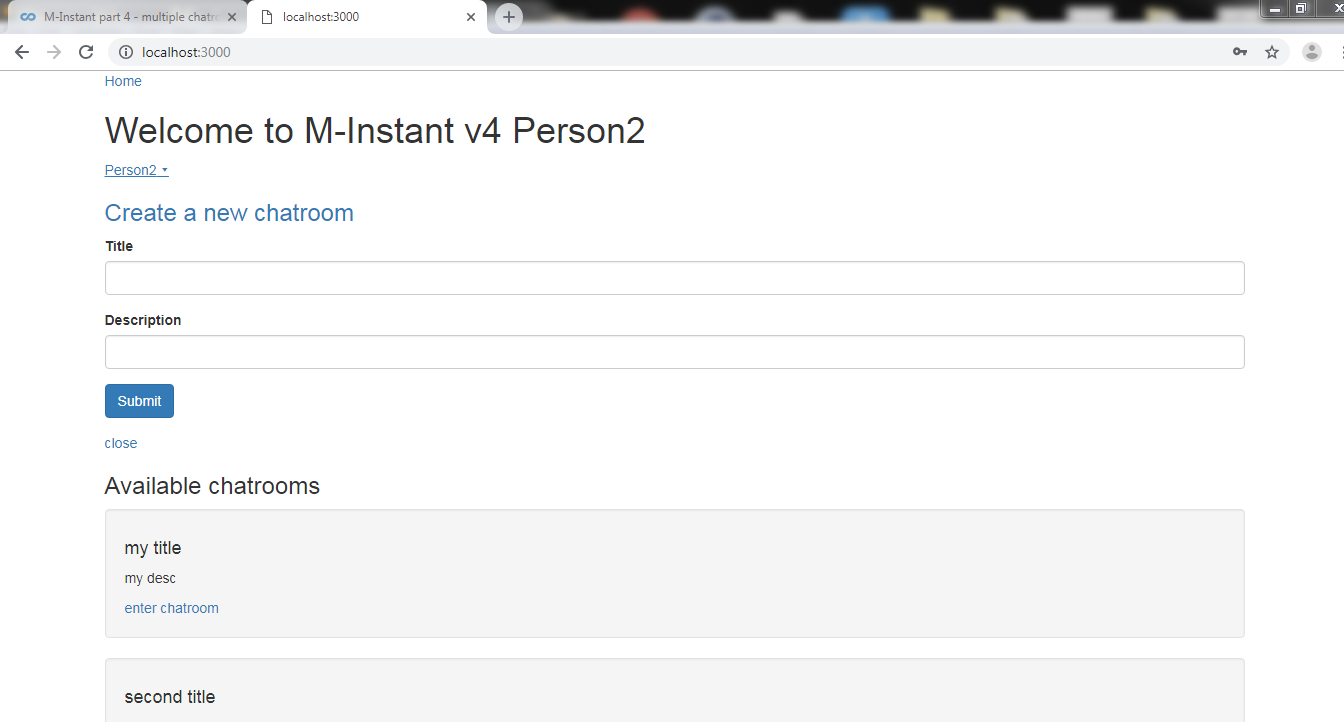 M-Instant part 4 - multiple chatro
localhost:3000
localhost:3000
Home
Welcome to M-Instant v4 Person2
Person2
Create a new chatroom
Title
Description
Submit
close
Available chatrooms
my title
my desc
enter chatroom
second title